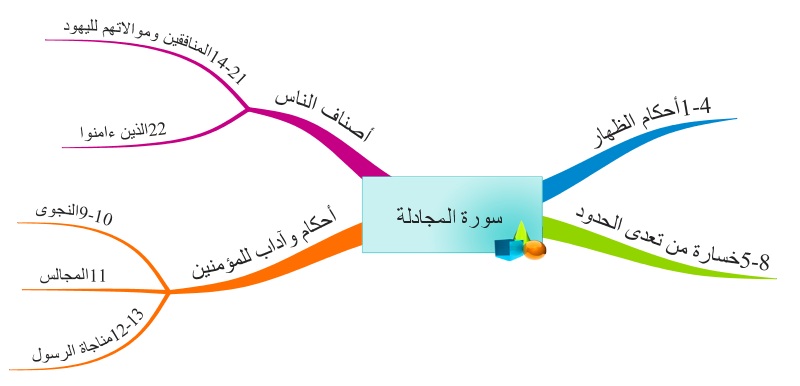 سورة المجادلة
1-4أحكام الظهار
5-8خسارة من تعدى الحدود
أحكام وآداب للمؤمنين
9-10النجوى
11المجالس
12-13مناجاة الرسول
أصناف الناس
14-21المنافقين وموالاتهم لليهود
22الذين ءامنوا